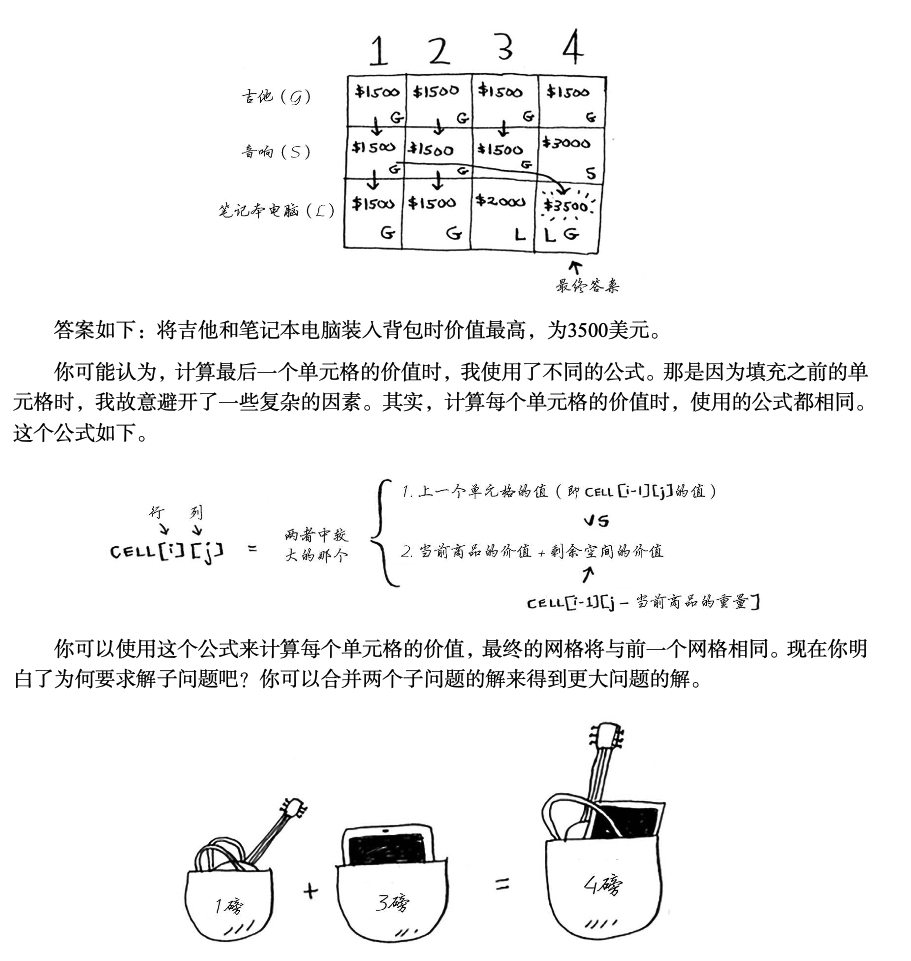 1 2 3 4
吉他（G） $1500 G $1500 G $1500 G $1500 G
音响（S） $1500 G $1500 G $1500 G $3000 S
笔记本电脑（L） $1500 G $1500 G $2000 L $3500 L G
最终答案
答案如下：将吉他和笔记本电脑装入背包时价值最高，为3500美元。
你可能认为，计算最后一个单元格的价值时，我使用了不同的公式。那是因为填充之前的单
元格时，我故意避开了一些复杂的因素。其实，计算每个单元格的价值时，使用的公式都相同。
这个公式如下。
行 列
CELL[i][j] = 两者中较大的那个
1. 上一个单元格的值（即 CELL[i-1][j]的值）
VS
2. 当前商品的价值 + 剩余空间的价值
CELL[i-1][j - 当前商品的重量]
你可以使用这个公式来计算每个单元格的价值，最终的网格将与前一个网格相同。现在你明
白了为何要求解子问题吧？你可以合并两个子问题的解来得到更大问题的解。
1磅 + 3磅 = 4磅